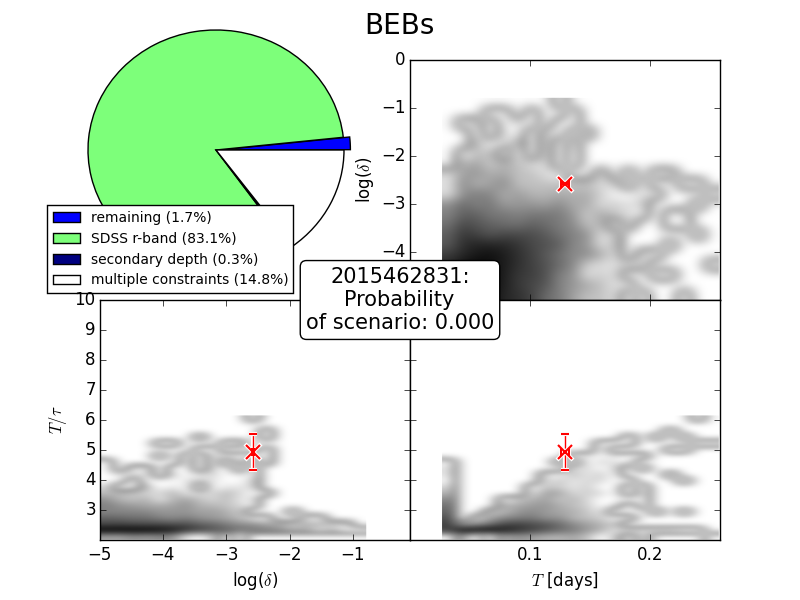 BEBs
remaining (1.7%)
SDSS r-band (83.1%)
secondary depth (0.3%)
multiple constraints (14.8%)
0
−1
−2
−3
−4
log(δ)
2015462831:
Probability
of scenario: 0.000
10
9
8
7
6
5
4
3
T/τ
−5 −4 −3 −2 −1
log(δ)
0.1 0.2
T [days]